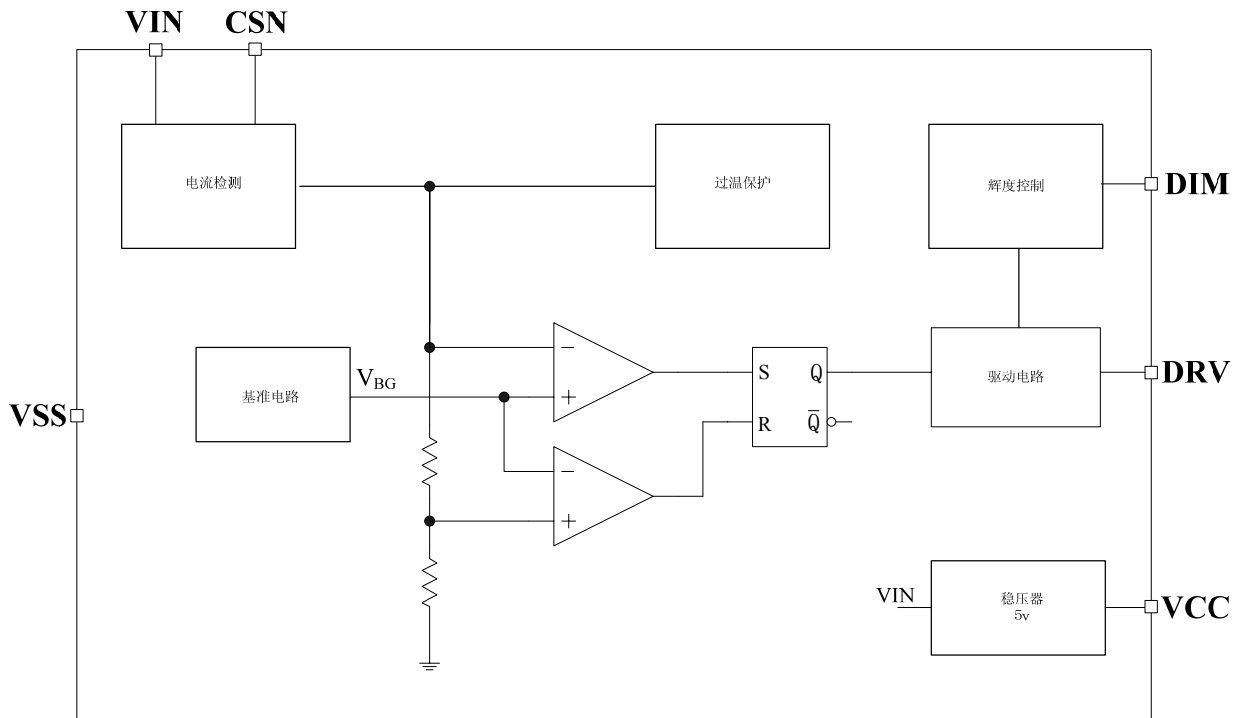 VIN CSN
电流检测
过温保护
辉度控制
DIM
基准电路
VBG
VSS
−
+
−
+
S Q
R Q̅
驱动电路
DRV
VIN
稳压器
5v
VCC